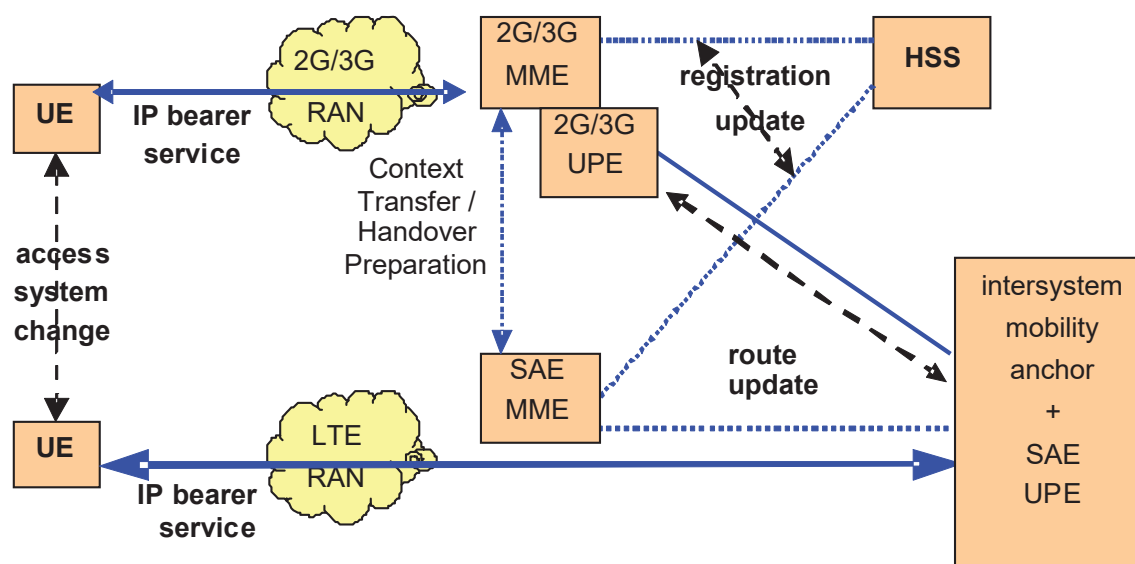 UE
IP bearer
service
2G/3G
RAN
2G/3G
MME
2G/3G
UPE
registration
update
HSS
Context
Transfer /
Handover
Preparation
access
system
change
SAE
MME
route
update
intersystem
mobility
anchor
+
SAE
UPE
UE
IP bearer
service
LTE
RAN